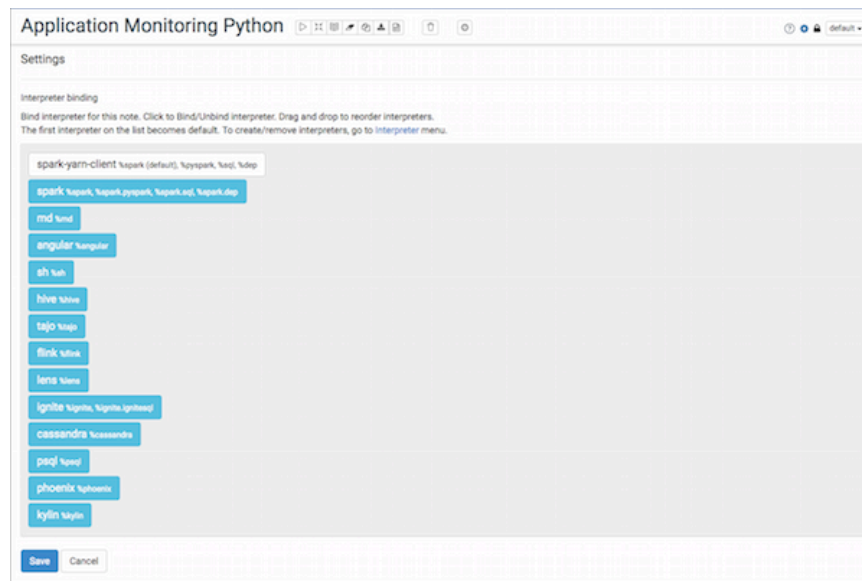 Application Monitoring Python
default
Settings
Interpreter binding
Bind interpreter for this note. Click to Bind/Unbind interpreter. Drag and drop to reorder interpreters.
The first interpreter on the list becomes default. To create/remove interpreters, go to Interpreter menu.
spark-yarn-client %spark (default), %pyspark, %sql, %dep
spark %spark, %spark.pyspark, %spark.sql, %spark.dep
md %md
angular %angular
sh %sh
hive %hive
tajo %tajo
flink %flink
lens %lens
ignite %ignite, %ignite.ignitesql
cassandra %cassandra
psql %psql
phoenix %phoenix
kylin %kylin
Save Cancel